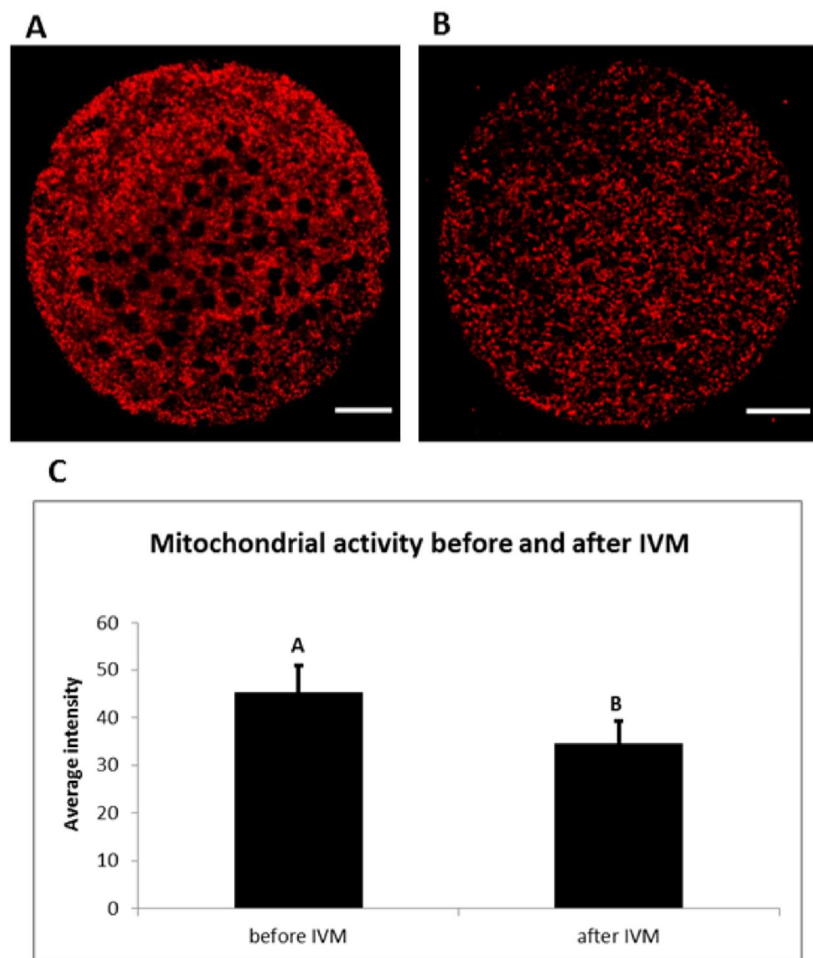 A
B
C
Mitochondrial activity before and after IVM
Average intensity
60
50
40
30
20
10
0
A
B
before IVM
after IVM